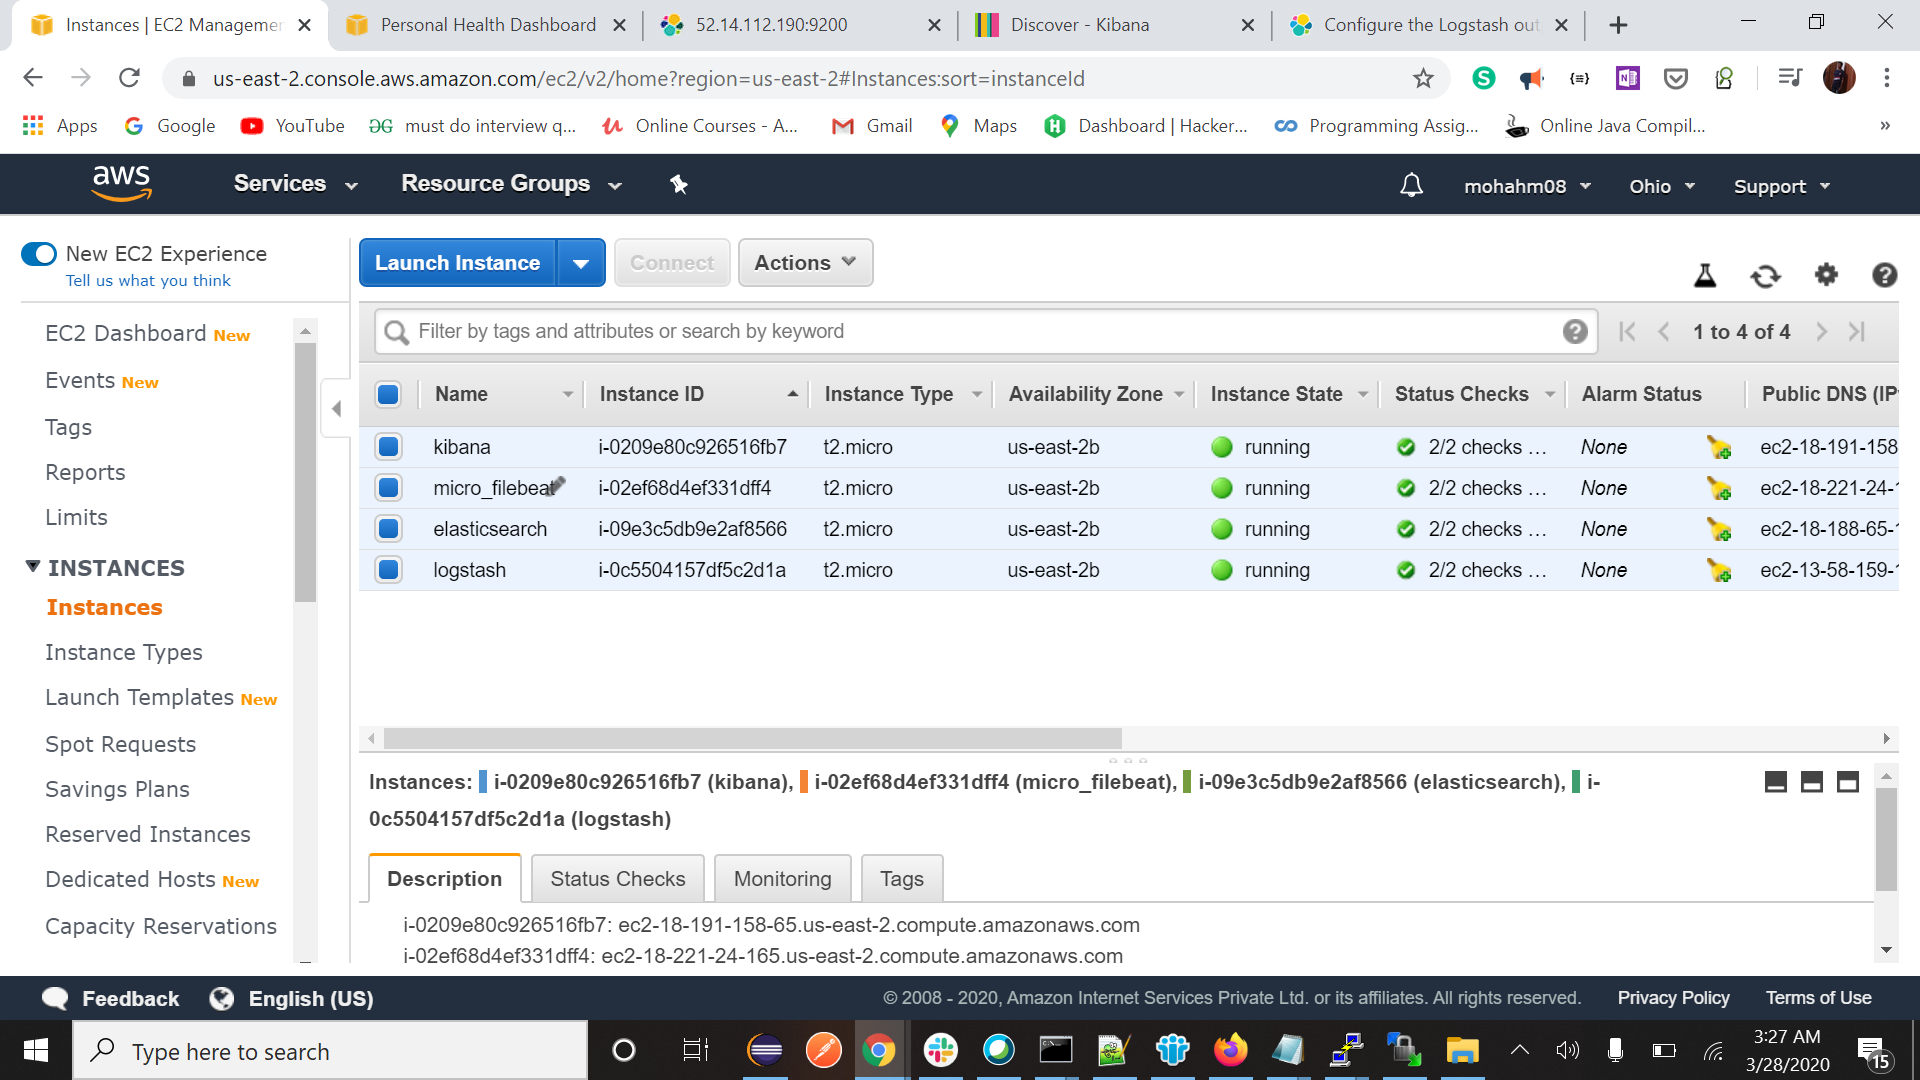 Instances | EC2 Managemen
Personal Health Dashboard
52.14.112.190:9200
Discover - Kibana
Configure the Logstash out
us-east-2.console.aws.amazon.com/ec2/v2/home?region=us-east-2#Instances:sort=instanceId
Apps
Google
YouTube
must do interview q...
Online Courses - A...
Gmail
Maps
Dashboard | Hacker...
Programming Assig...
Online Java Compil...
»
aws
Services
Resource Groups
mohahm08
Ohio
Support
New EC2 Experience
Tell us what you think
Launch Instance
Connect
Actions
EC2 Dashboard New
Events New
Tags
Reports
Limits
INSTANCES
Instances
Instance Types
Launch Templates New
Spot Requests
Savings Plans
Reserved Instances
Dedicated Hosts New
Capacity Reservations
Filter by tags and attributes or search by keyword
1 to 4 of 4
Name Instance ID Instance Type Availability Zone Instance State Status Checks Alarm Status Public DNS (IP
kibana i-0209e80c926516fb7 t2.micro us-east-2b running 2/2 checks ... None ec2-18-191-158
micro_filebeat i-02ef68d4ef331dff4 t2.micro us-east-2b running 2/2 checks ... None ec2-18-221-24-1
elasticsearch i-09e3c5db9e2af8566 t2.micro us-east-2b running 2/2 checks ... None ec2-18-188-65-1
logstash i-0c5504157df5c2d1a t2.micro us-east-2b running 2/2 checks ... None ec2-13-58-159-1
Instances: i-0209e80c926516fb7 (kibana), i-02ef68d4ef331dff4 (micro_filebeat), i-09e3c5db9e2af8566 (elasticsearch), i-
0c5504157df5c2d1a (logstash)
Description
Status Checks
Monitoring
Tags
i-0209e80c926516fb7: ec2-18-191-158-65.us-east-2.compute.amazonaws.com
i-02ef68d4ef331dff4: ec2-18-221-24-165.us-east-2.compute.amazonaws.com
Feedback
English (US)
© 2008 - 2020, Amazon Internet Services Private Ltd. or its affiliates. All rights reserved.
Privacy Policy
Terms of Use
Type here to search
3:27 AM
3/28/2020
15